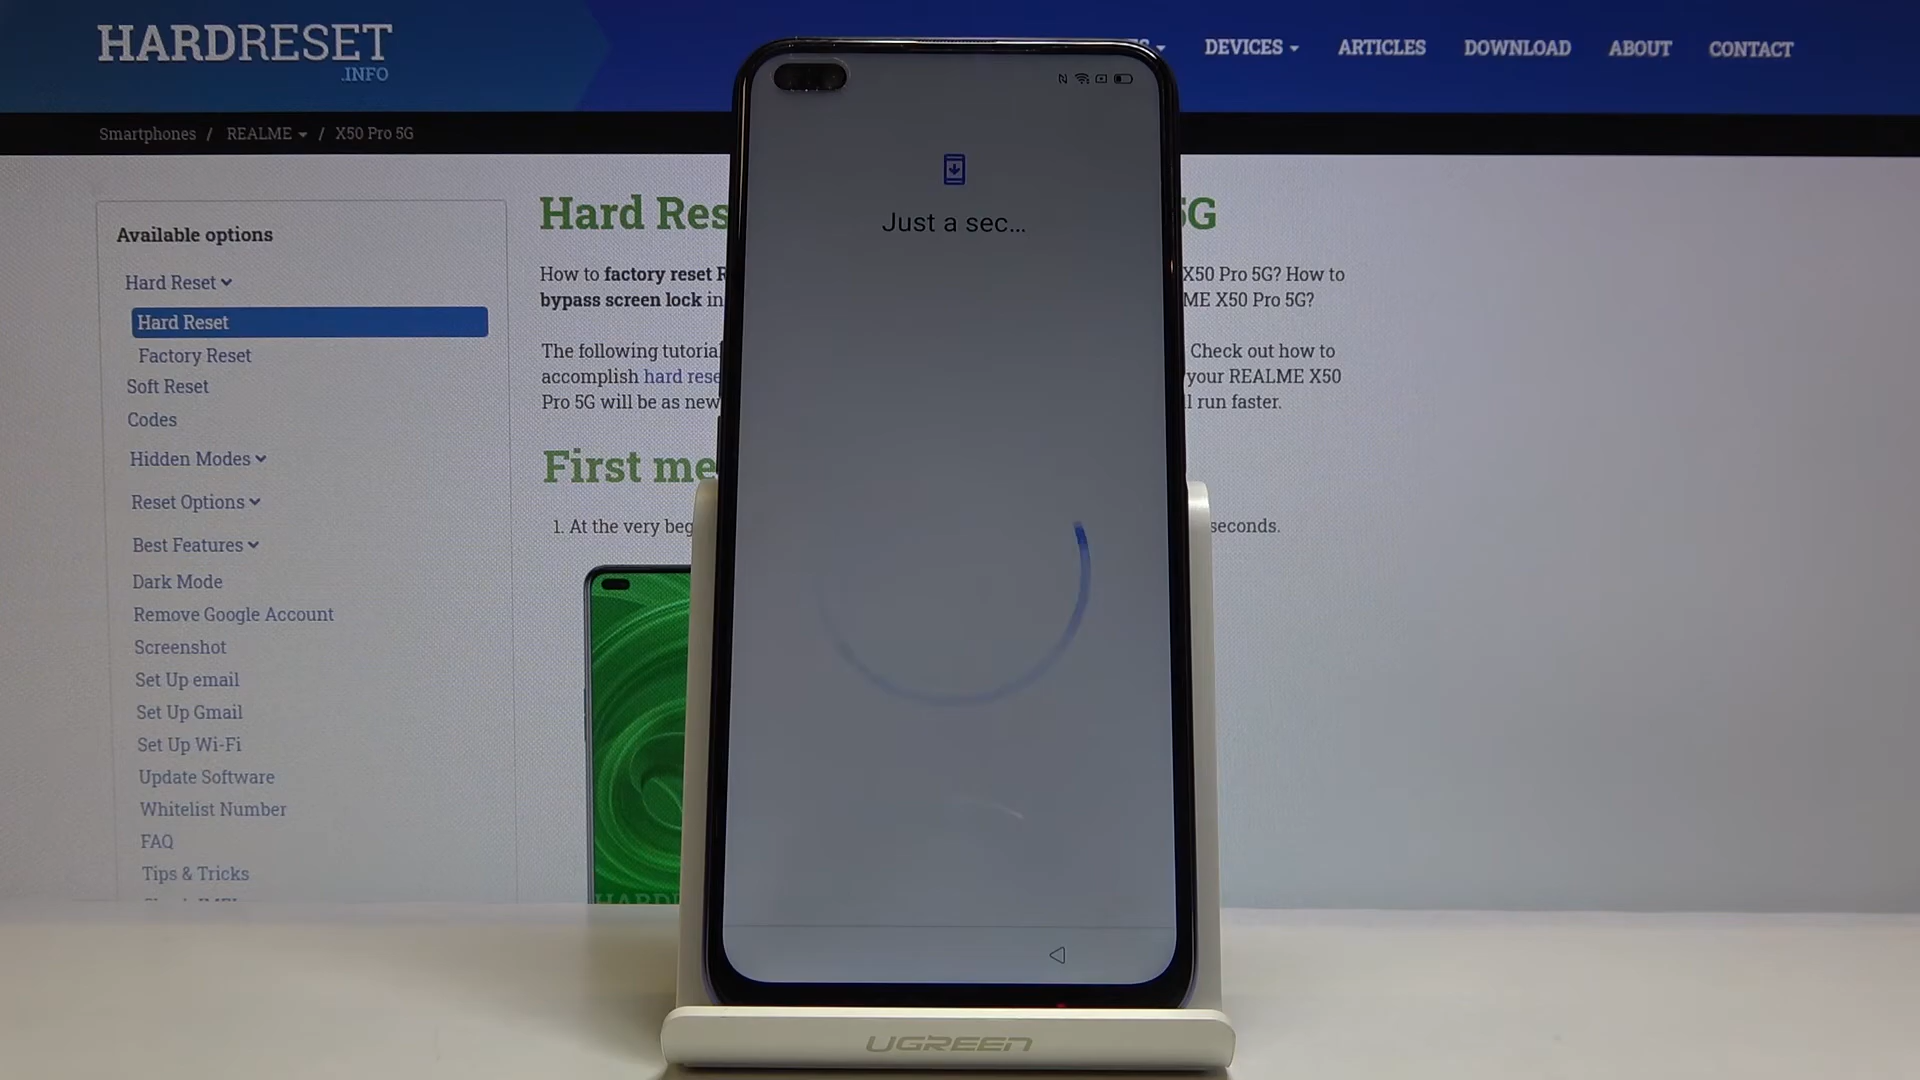 HARDRESET
.INFO
DEVICES
ARTICLES
DOWNLOAD
ABOUT
CONTACT
Smartphones / REALME / X50 Pro 5G
Available options
Hard Reset
Hard Reset
Factory Reset
Soft Reset
Codes
Hidden Modes
Reset Options
Best Features
Dark Mode
Remove Google Account
Screenshot
Set Up email
Set Up Gmail
Set Up Wi-Fi
Update Software
Whitelist Number
FAQ
Tips & Tricks
Hard Res 5G
How to factory reset R X50 Pro 5G? How to
bypass screen lock in ME X50 Pro 5G?
The following tutorial Check out how to
accomplish hard rese your REALME X50
Pro 5G will be as new l run faster.
First me
1. At the very beg seconds.
Just a sec...
UGREEN